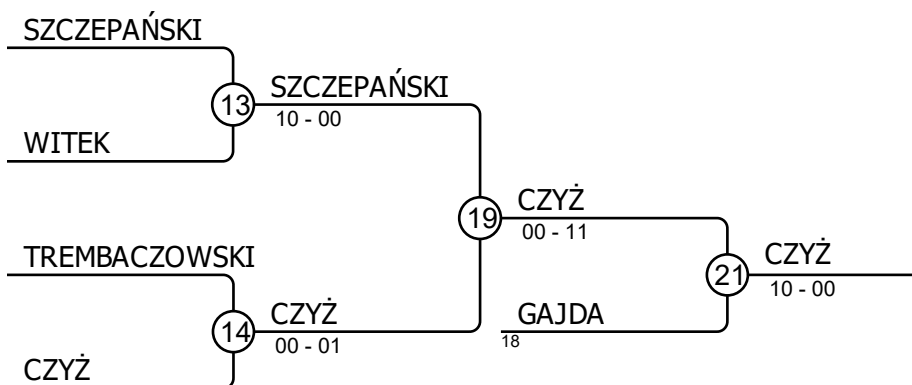 SZCZEPAŃSKI
13
SZCZEPAŃSKI
10 - 00
WITEK
19
CZYŻ
00 - 11
TREMBACZOWSKI
21
CZYŻ
10 - 00
14
CZYŻ
00 - 01
GAJDA
18
CZYŻ